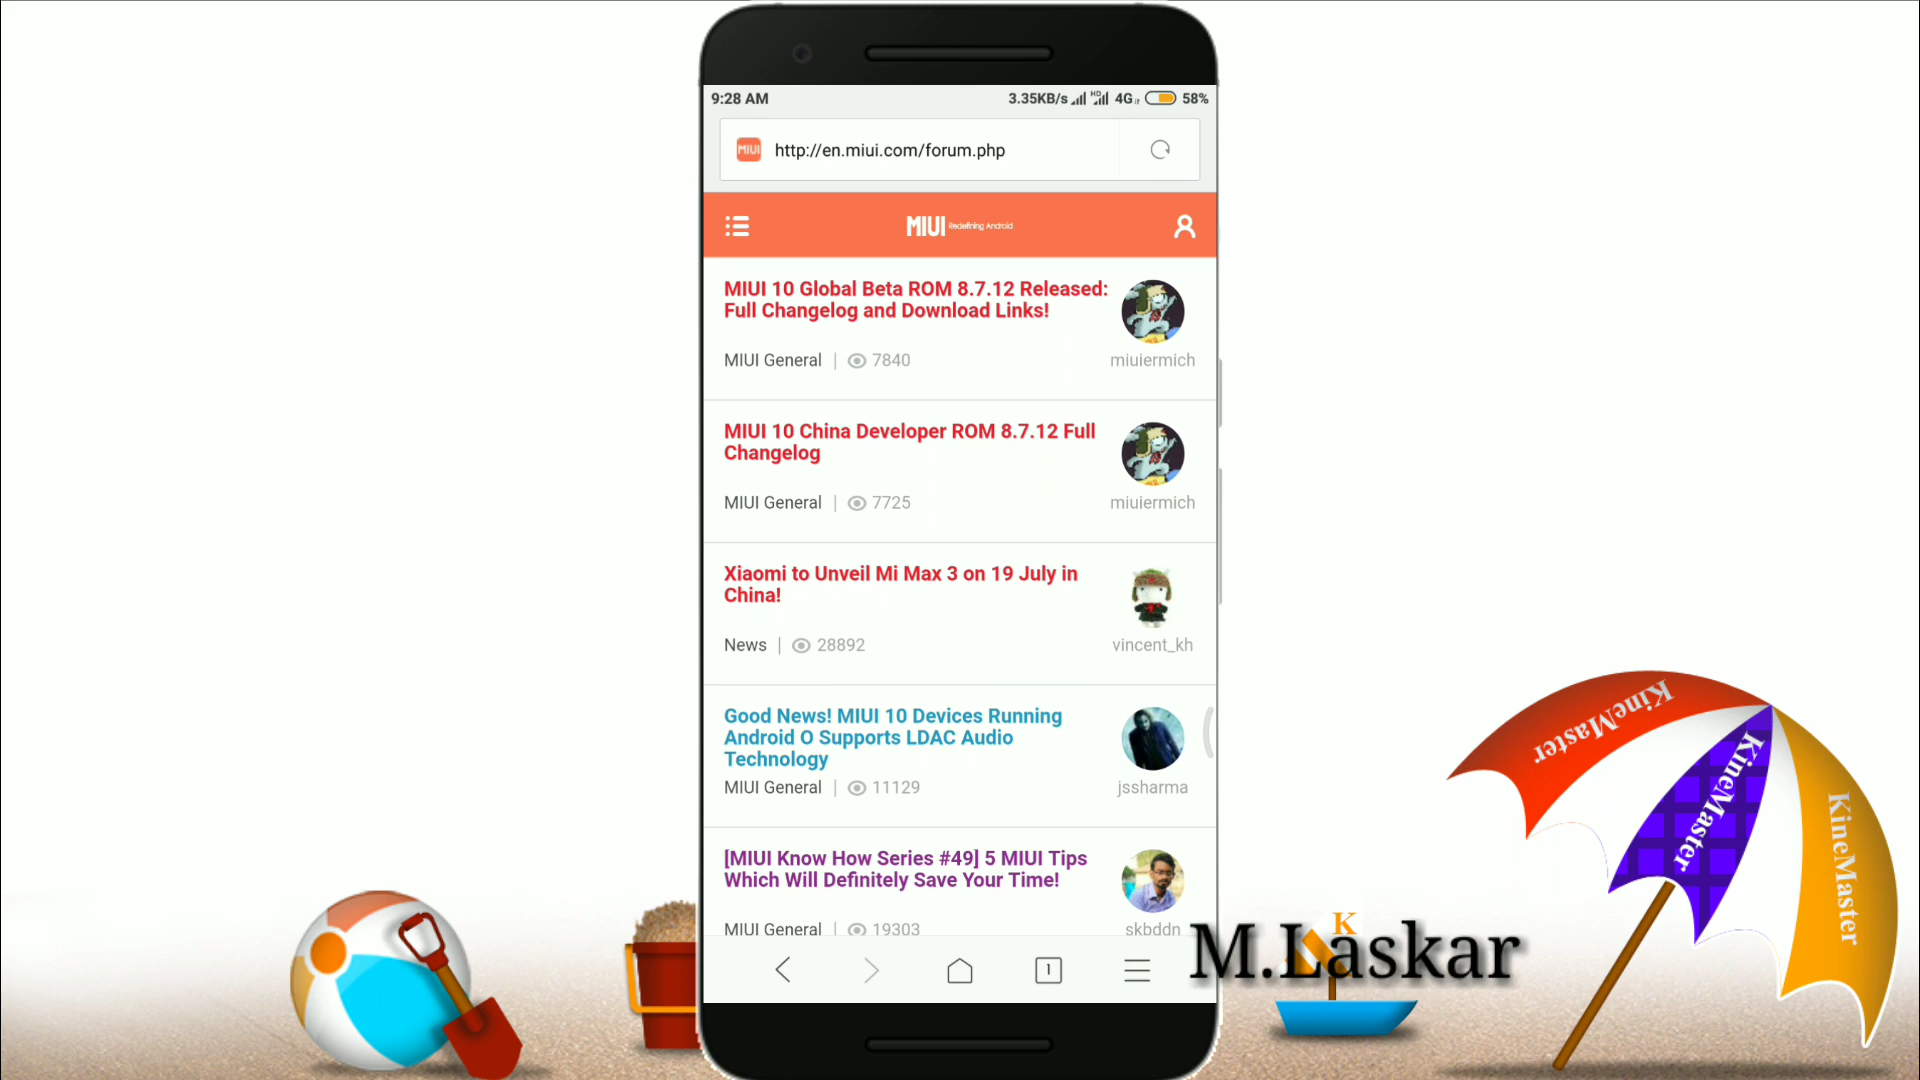 9:28 AM
3.35KB/s HD 4G 58%
MIUI http://en.miui.com/forum.php
MIUI Redefining Android
MIUI 10 Global Beta ROM 8.7.12 Released:
Full Changelog and Download Links!
MIUI General | 7840
miuiermich
MIUI 10 China Developer ROM 8.7.12 Full
Changelog
MIUI General | 7725
miuiermich
Xiaomi to Unveil Mi Max 3 on 19 July in
China!
News | 28892
vincent_kh
Good News! MIUI 10 Devices Running
Android O Supports LDAC Audio
Technology
MIUI General | 11129
jssharma
[MIUI Know How Series #49] 5 MIUI Tips
Which Will Definitely Save Your Time!
MIUI General | 19303
skbddn
1
K
M.Laskar
KineMaster
KineMaster
KineMaster